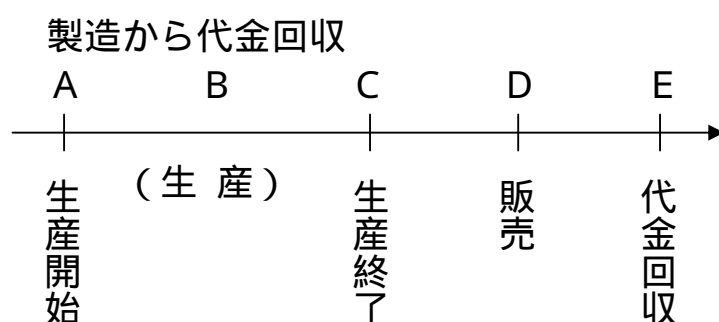 製造から代金回収
A B C D E
(生 産)
生産開始
生産終了
販売
代金回収